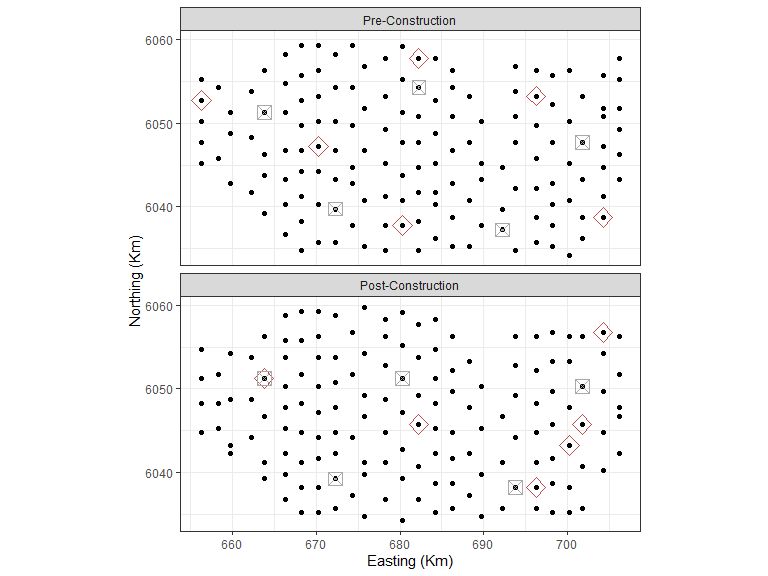 Pre-Construction
6060
6050
6040
Post-Construction
6060
6050
6040
660 670 680 690 700
Easting (Km)
Northing (Km)